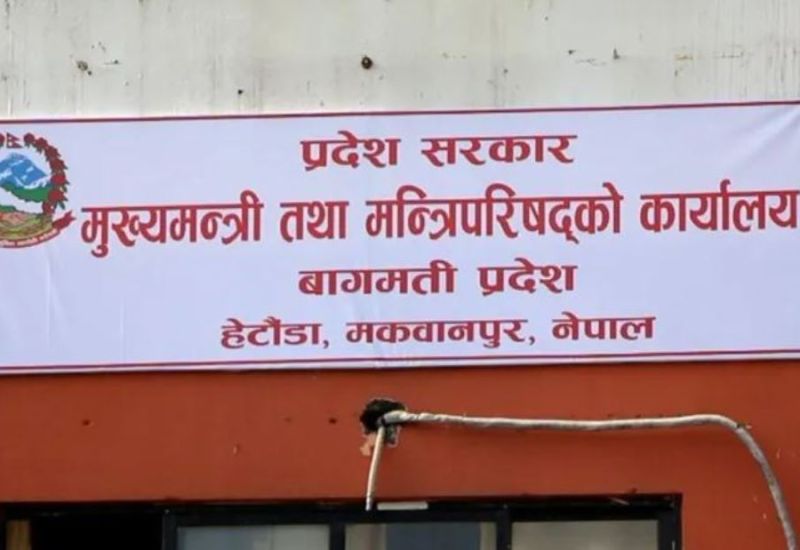 प्रदेश सरकार
मुख्यमन्त्री तथा मन्त्रिपरिषद्को कार्यालय
बागमती प्रदेश
हेटौंडा, मकवानपुर, नेपाल